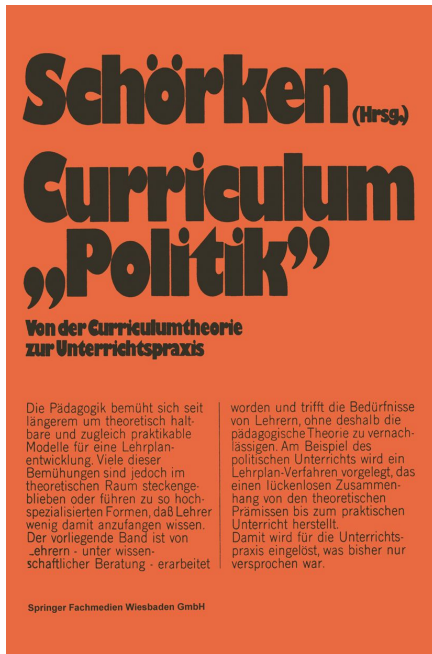 Schörken (Hrsg.)
Curriculum
„Politik”
Von der Curriculumtheorie
zur Unterrichtspraxis
Die Pädagogik bemüht sich seit
längerem um theoretisch halt-
bare und zugleich praktikable
Modelle für eine Lehrplan-
entwicklung. Viele dieser
Bemühungen sind jedoch im
theoretischen Raum steckenge-
blieben oder führen zu so hoch-
spezialisierten Formen, daß Lehrer
wenig damit anzufangen wissen.
Der vorliegende Band ist von
Lehrern - unter wissen-
schaftlicher Beratung - erarbeitet
worden und trifft die Bedürfnisse
von Lehrern, ohne deshalb die
pädagogische Theorie zu vernach-
lässigen. Am Beispiel des
politischen Unterrichts wird ein
Lehrplan-Verfahren vorgelegt, das
einen lückenlosen Zusammen-
hang von den theoretischen
Prämissen bis zum praktischen
Unterricht herstellt.
Damit wird für die Unterrichts-
praxis eingelöst, was bisher nur
versprochen war.
Springer Fachmedien Wiesbaden GmbH